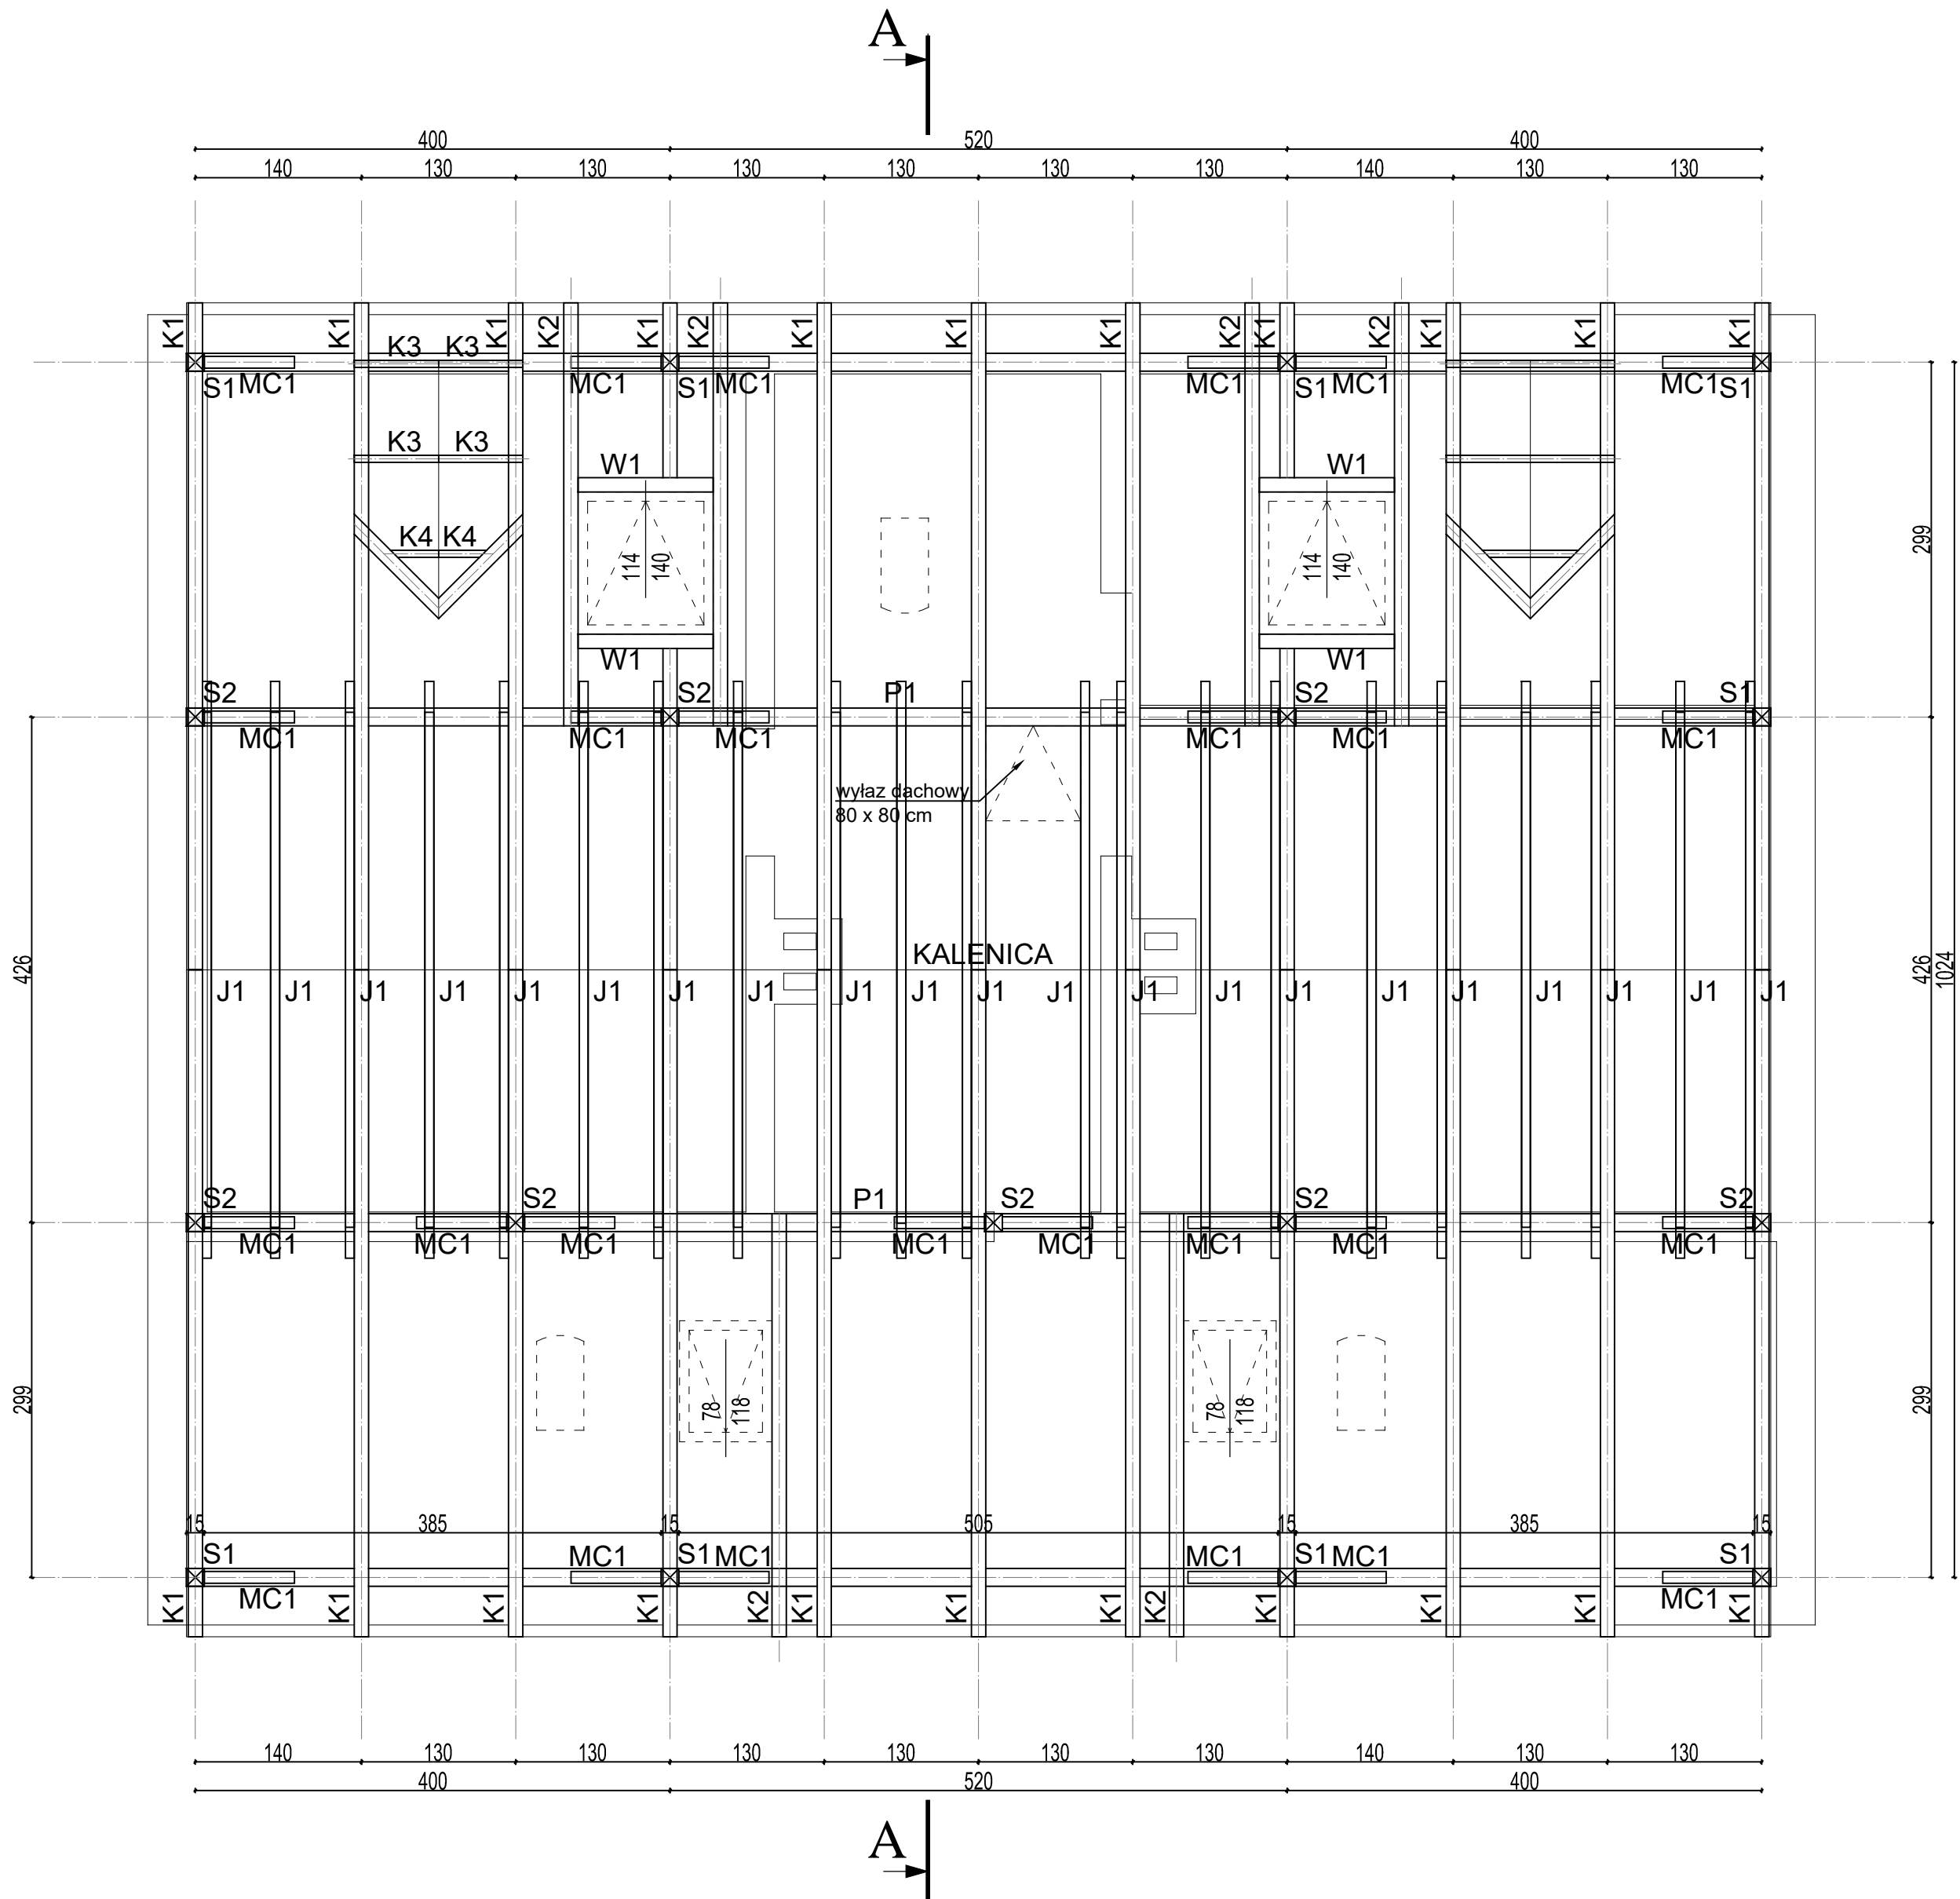 A
400 520 400
140 130 130 130 130 130 130 140 130 130
K1 K1 K1 K2 K1 K2 K1 K1 K1 K2 K1 K2 K1 K1 K1
K3 K3
S1 MC1 MC1 S1 MC1 MC1 S1 MC1 MC1 S1
K3 K3
W1 W1
K4 K4
114 140 114 140
299
W1 W1
S2 S2 P1 S2 S1
MC1 MC1 MC1 MC1 MC1 MC1
wyłaz dachowy
80 x 80 cm
KALENICA
426 426 1024
J1 J1 J1 J1 J1 J1 J1 J1 J1 J1 J1 J1 J1 J1 J1 J1 J1 J1 J1 J1 J1
S2 S2 P1 S2 S2 S2
MC1 MC1 MC1 MC1 MC1 MC1 MC1 MC1
299 299
78 118 78 118
15 385 15 505 15 385 15
S1 MC1 S1 MC1 MC1 S1 MC1 S1
MC1 MC1
K1 K1 K1 K1 K2 K1 K1 K1 K2 K1 K1 K1 K1
140 130 130 130 130 130 130 140 130 130
400 520 400
A